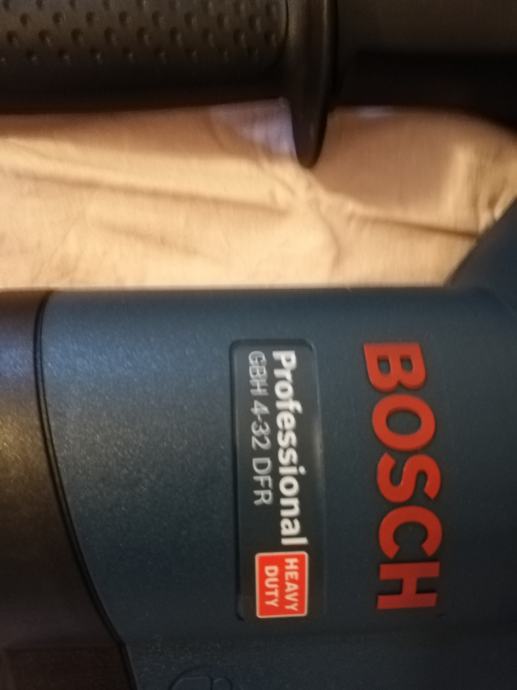 BOSCH
Professional
GBH 4-32 DFR
HEAVY
DUTY